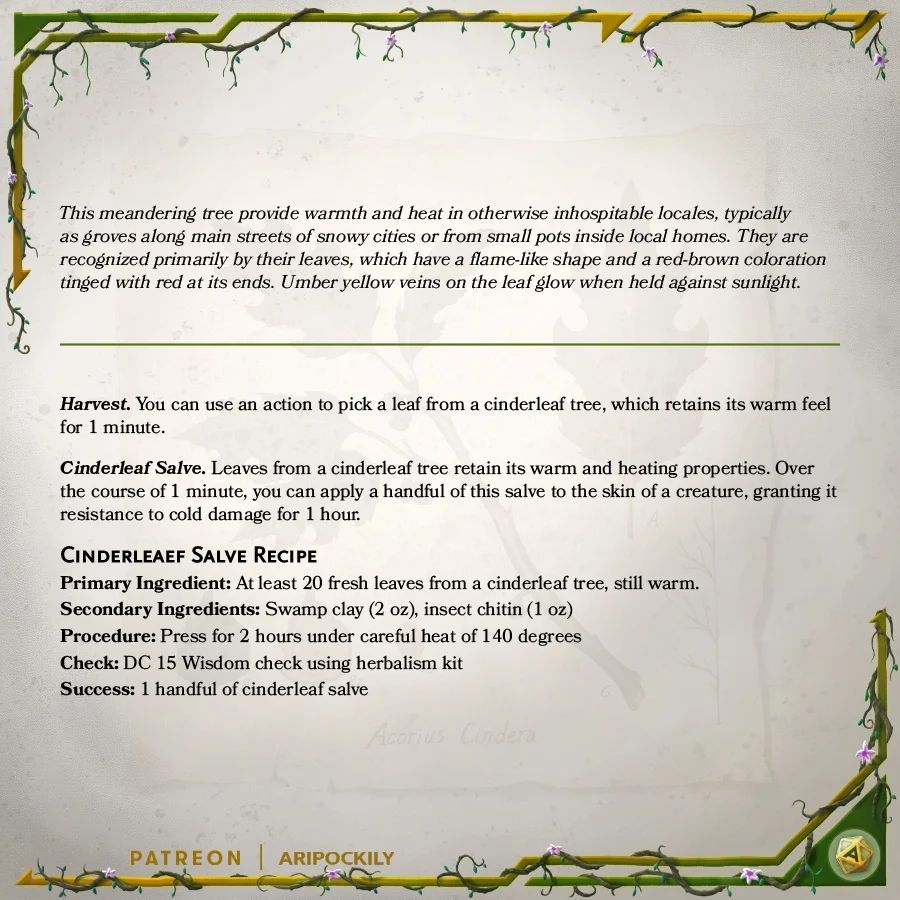 This meandering tree provide warmth and heat in otherwise inhospitable locales, typically
as groves along main streets of snowy cities or from small pots inside local homes. They are
recognized primarily by their leaves, which have a flame-like shape and a red-brown coloration
tinged with red at its ends. Umber yellow veins on the leaf glow when held against sunlight.
Harvest. You can use an action to pick a leaf from a cinderleaf tree, which retains its warm feel
for 1 minute.
Cinderleaf Salve. Leaves from a cinderleaf tree retain its warm and heating properties. Over
the course of 1 minute, you can apply a handful of this salve to the skin of a creature, granting it
resistance to cold damage for 1 hour.
A.
Cinderleaef Salve Recipe
Primary Ingredient: At least 20 fresh leaves from a cinderleaf tree, still warm.
Secondary Ingredients: Swamp clay (2 oz), insect chitin (1 oz)
Procedure: Press for 2 hours under careful heat of 140 degrees
Check: DC 15 Wisdom check using herbalism kit
Success: 1 handful of cinderleaf salve
C.
Acorius Cindera
PATREON | ARIPOCKILY